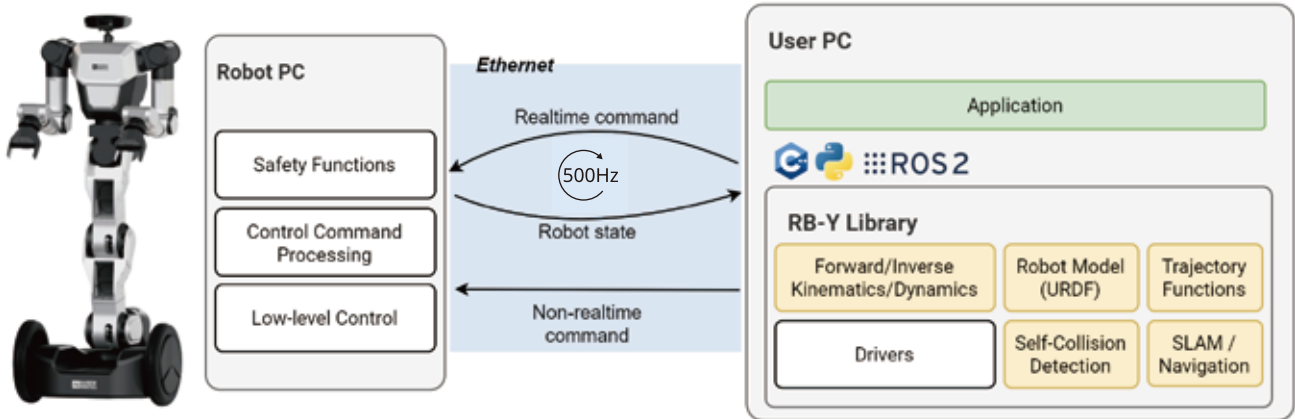 Robot PC
Safety Functions
Control Command
Processing
Low-level Control
Ethernet
Realtime command
500Hz
Robot state
Non-realtime
command
User PC
Application
C++
ROS 2
RB-Y Library
Forward/Inverse
Kinematics/Dynamics
Robot Model
(URDF)
Trajectory
Functions
Drivers
Self-Collision
Detection
SLAM /
Navigation